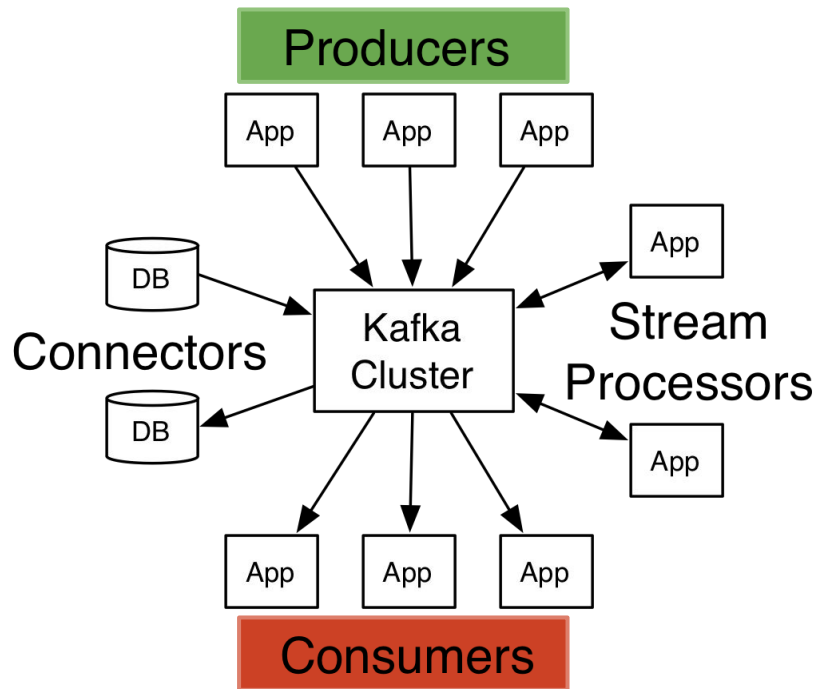 Producers
App
App
App
DB
App
Kafka
Cluster
Stream
Processors
Connectors
DB
App
App
App
App
Consumers